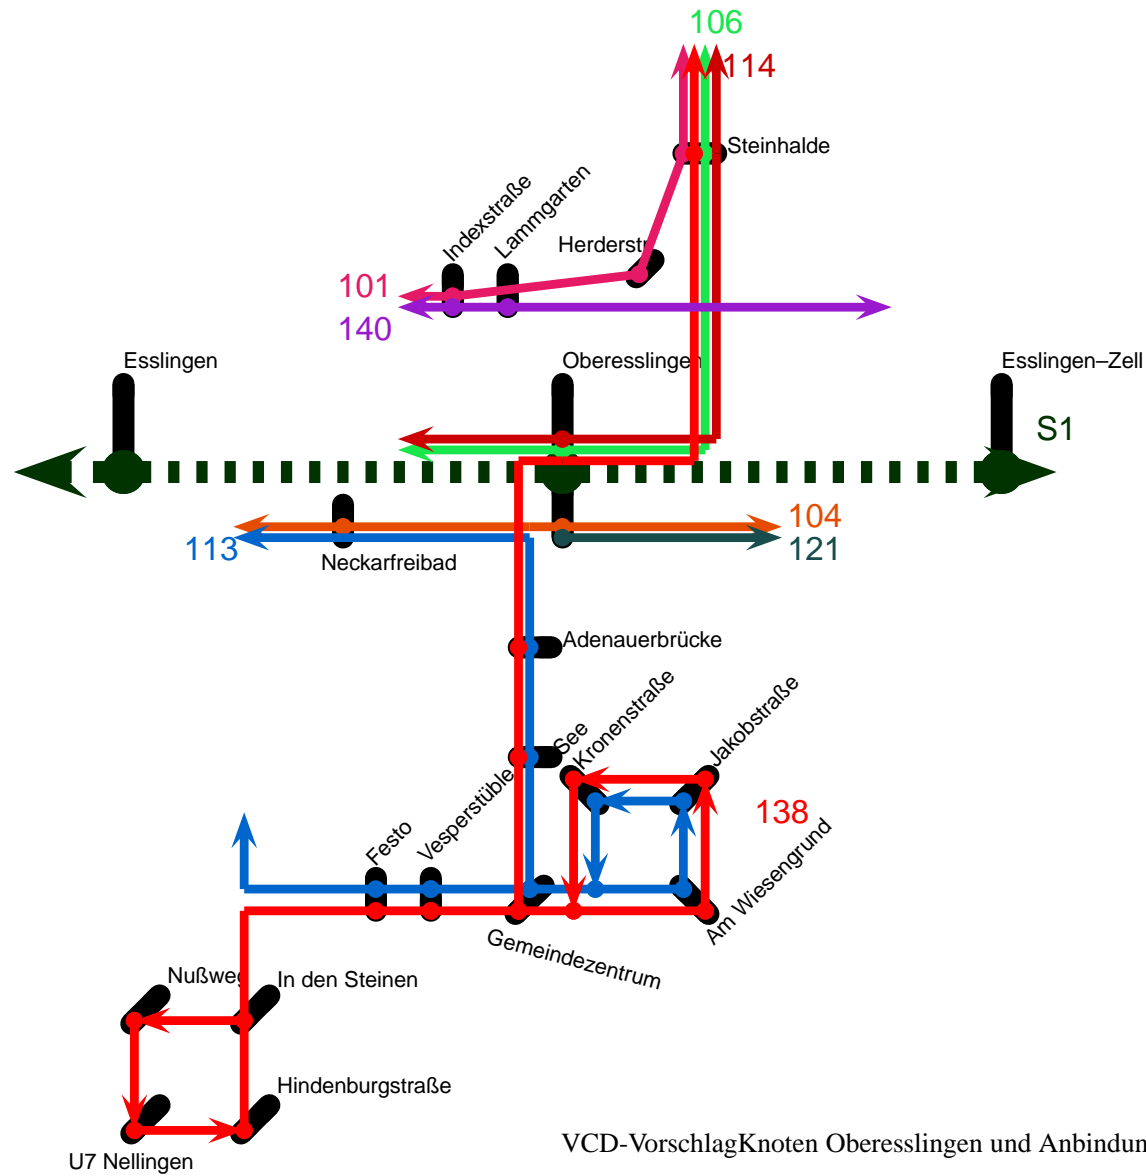 106
114
Steinhalde
Indexstraße
Lammgarten
Herderstr
101
140
Esslingen
Oberesslingen
Esslingen–Zell
S1
104
113
121
Neckarfreibad
Adenauerbrücke
See
Kronenstraße
Jakobstraße
138
Festo
Vesperstüble
Am Wiesengrund
Gemeindezentrum
Nußweg
In den Steinen
Hindenburgstraße
U7 Nellingen
VCD-VorschlagKnoten Oberesslingen und Anbindun